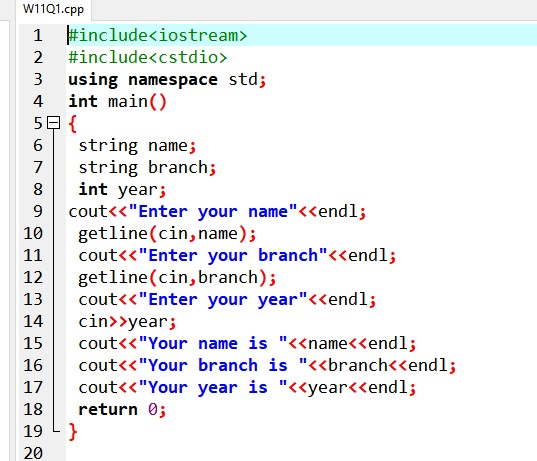 W11Q1.cpp
1 #include<iostream>
2 #include<cstdio>
3 using namespace std;
4 int main()
5 {
6 string name;
7 string branch;
8 int year;
9 cout<<"Enter your name"<<endl;
10 getline(cin,name);
11 cout<<"Enter your branch"<<endl;
12 getline(cin,branch);
13 cout<<"Enter your year"<<endl;
14 cin>>year;
15 cout<<"Your name is "<<name<<endl;
16 cout<<"Your branch is "<<branch<<endl;
17 cout<<"Your year is "<<year<<endl;
18 return 0;
19 }
20